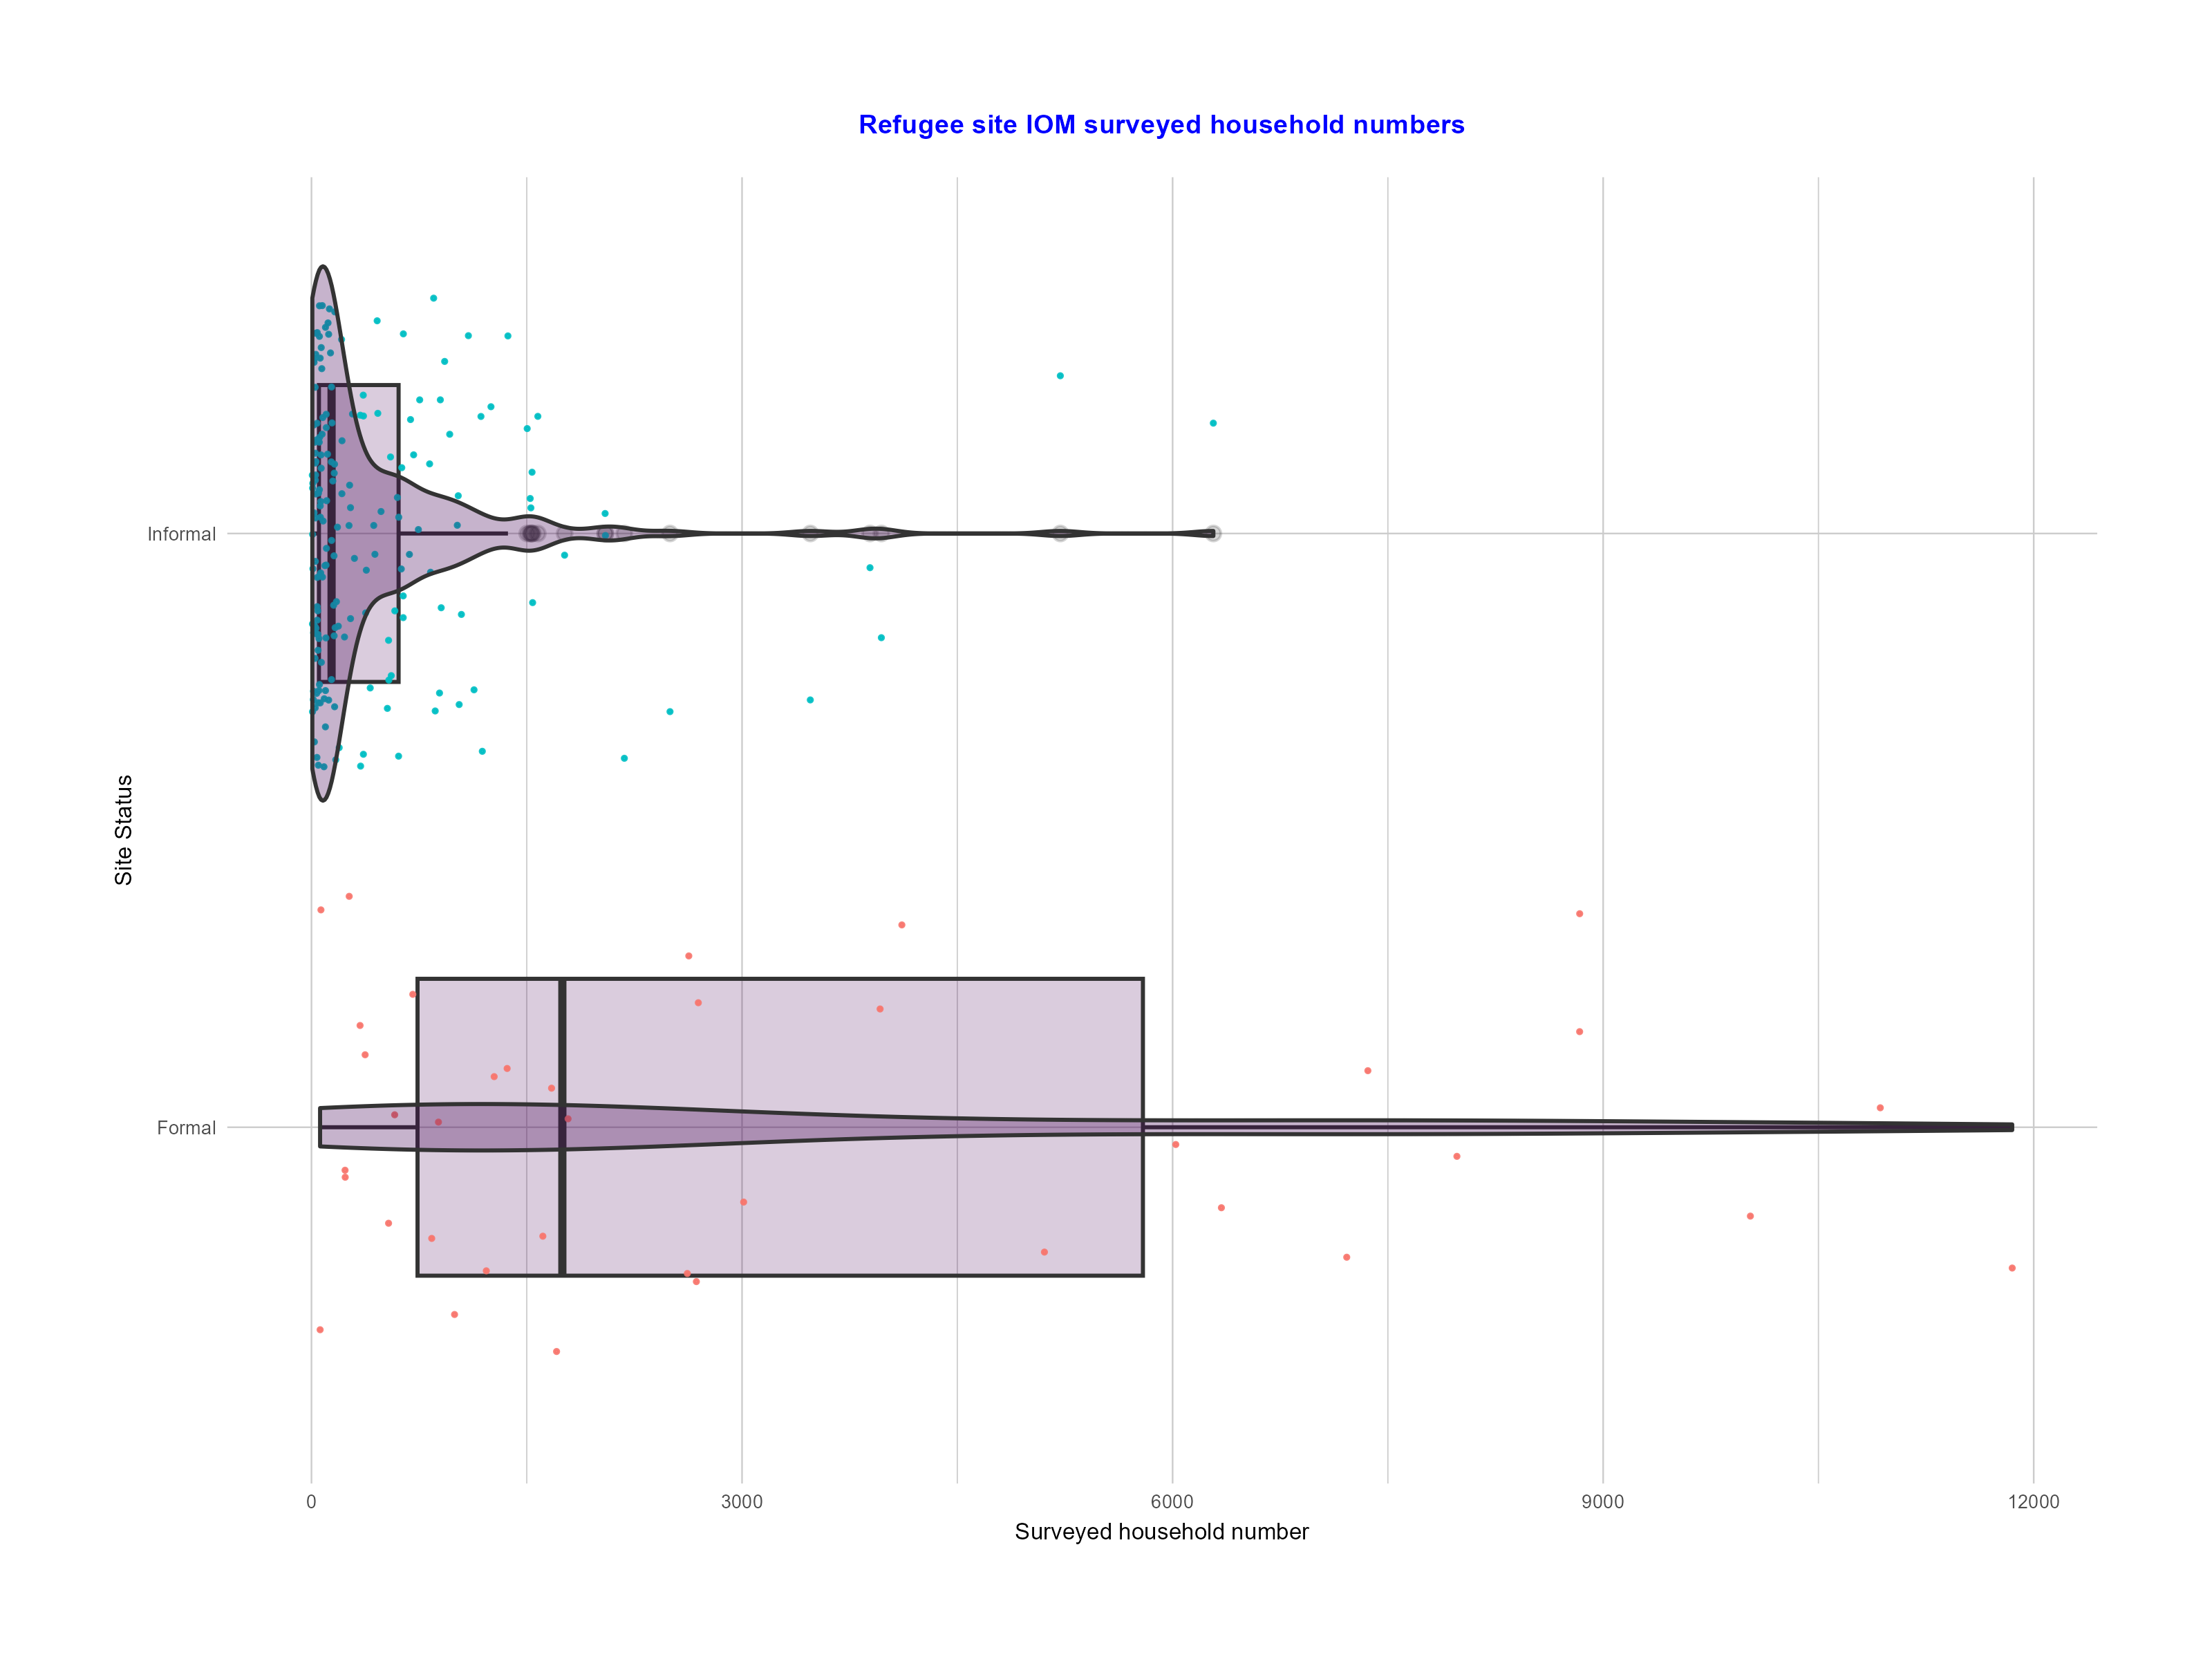 Refugee site IOM surveyed household numbers
Informal
Site Status
Formal
0 3000 6000 9000 12000
Surveyed household number